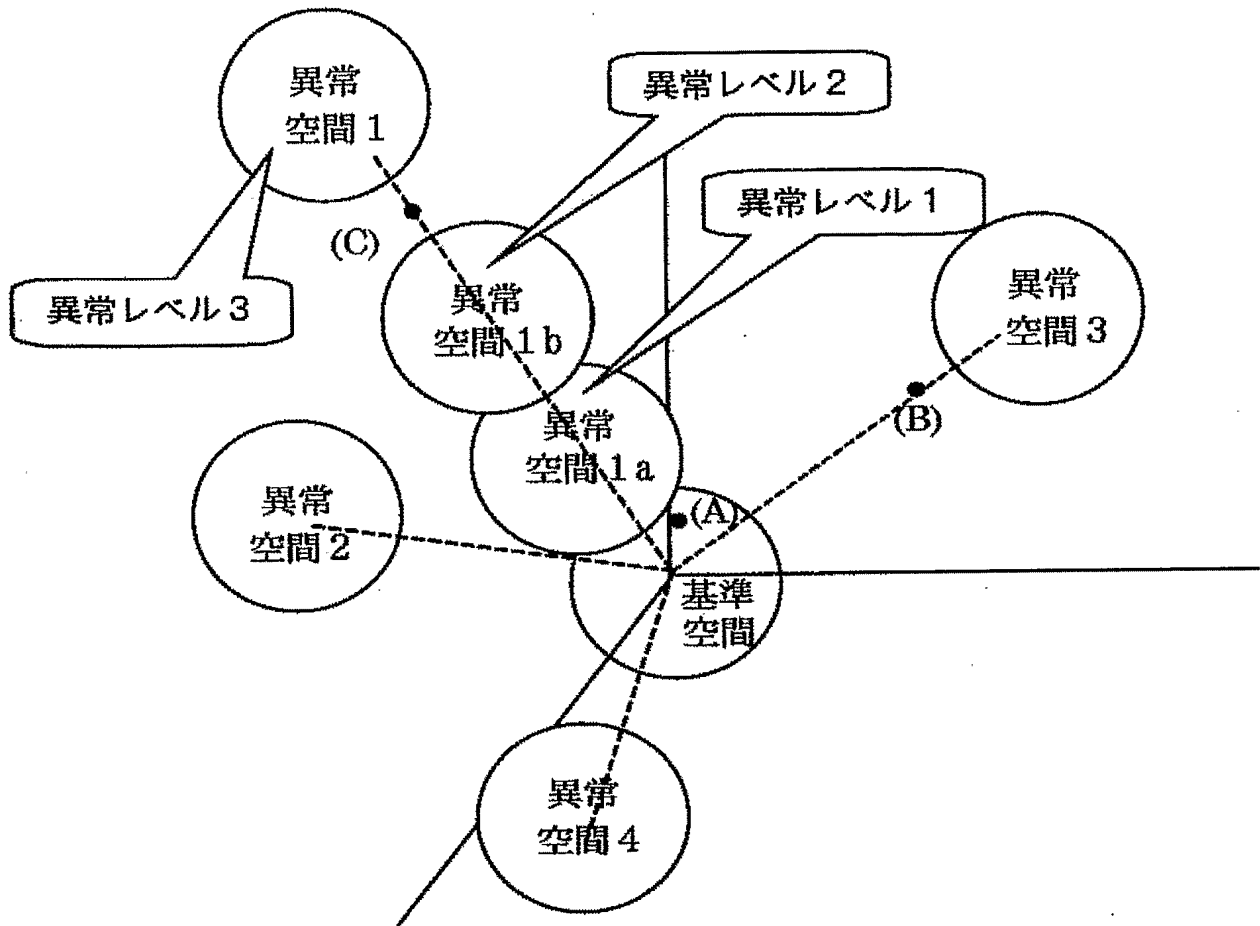 異常
空間1
異常レベル2
異常レベル1
(C)
異常レベル3
異常
空間1b
異常
空間3
(B)
異常
空間1a
異常
空間2
(A)
基準
空間
異常
空間4